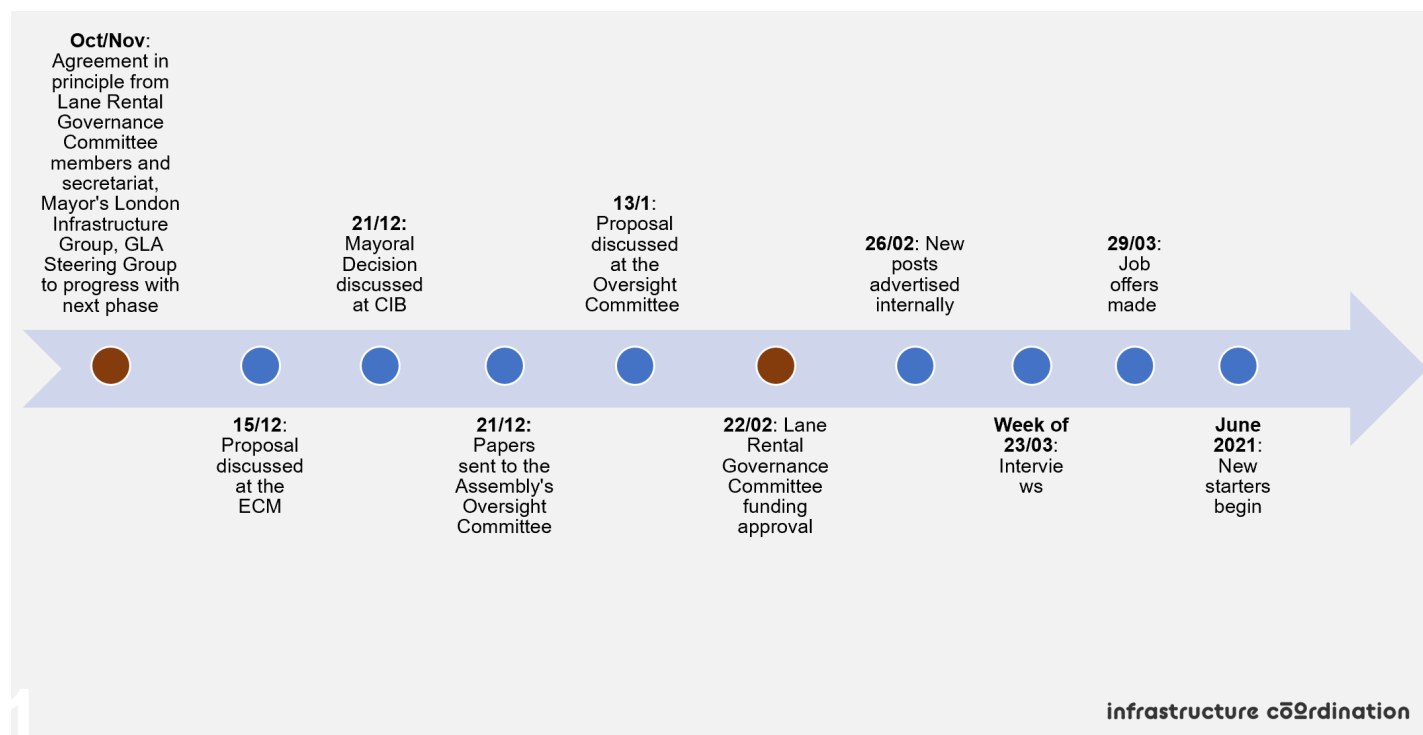 Oct/Nov:
Agreement in
principle from
Lane Rental
Governance
Committee
members and
secretariat,
Mayor's London
Infrastructure
Group, GLA
Steering Group
to progress with
next phase
15/12:
Proposal
discussed
at the
ECM
21/12:
Mayoral
Decision
discussed
at CIB
21/12:
Papers
sent to the
Assembly's
Oversight
Committee
13/1:
Proposal
discussed
at the
Oversight
Committee
22/02: Lane
Rental
Governance
Committee
funding
approval
26/02: New
posts
advertised
internally
Week of
23/03:
Intervie
ws
29/03:
Job
offers
made
June
2021:
New
starters
begin
1
infrastructure cōordination